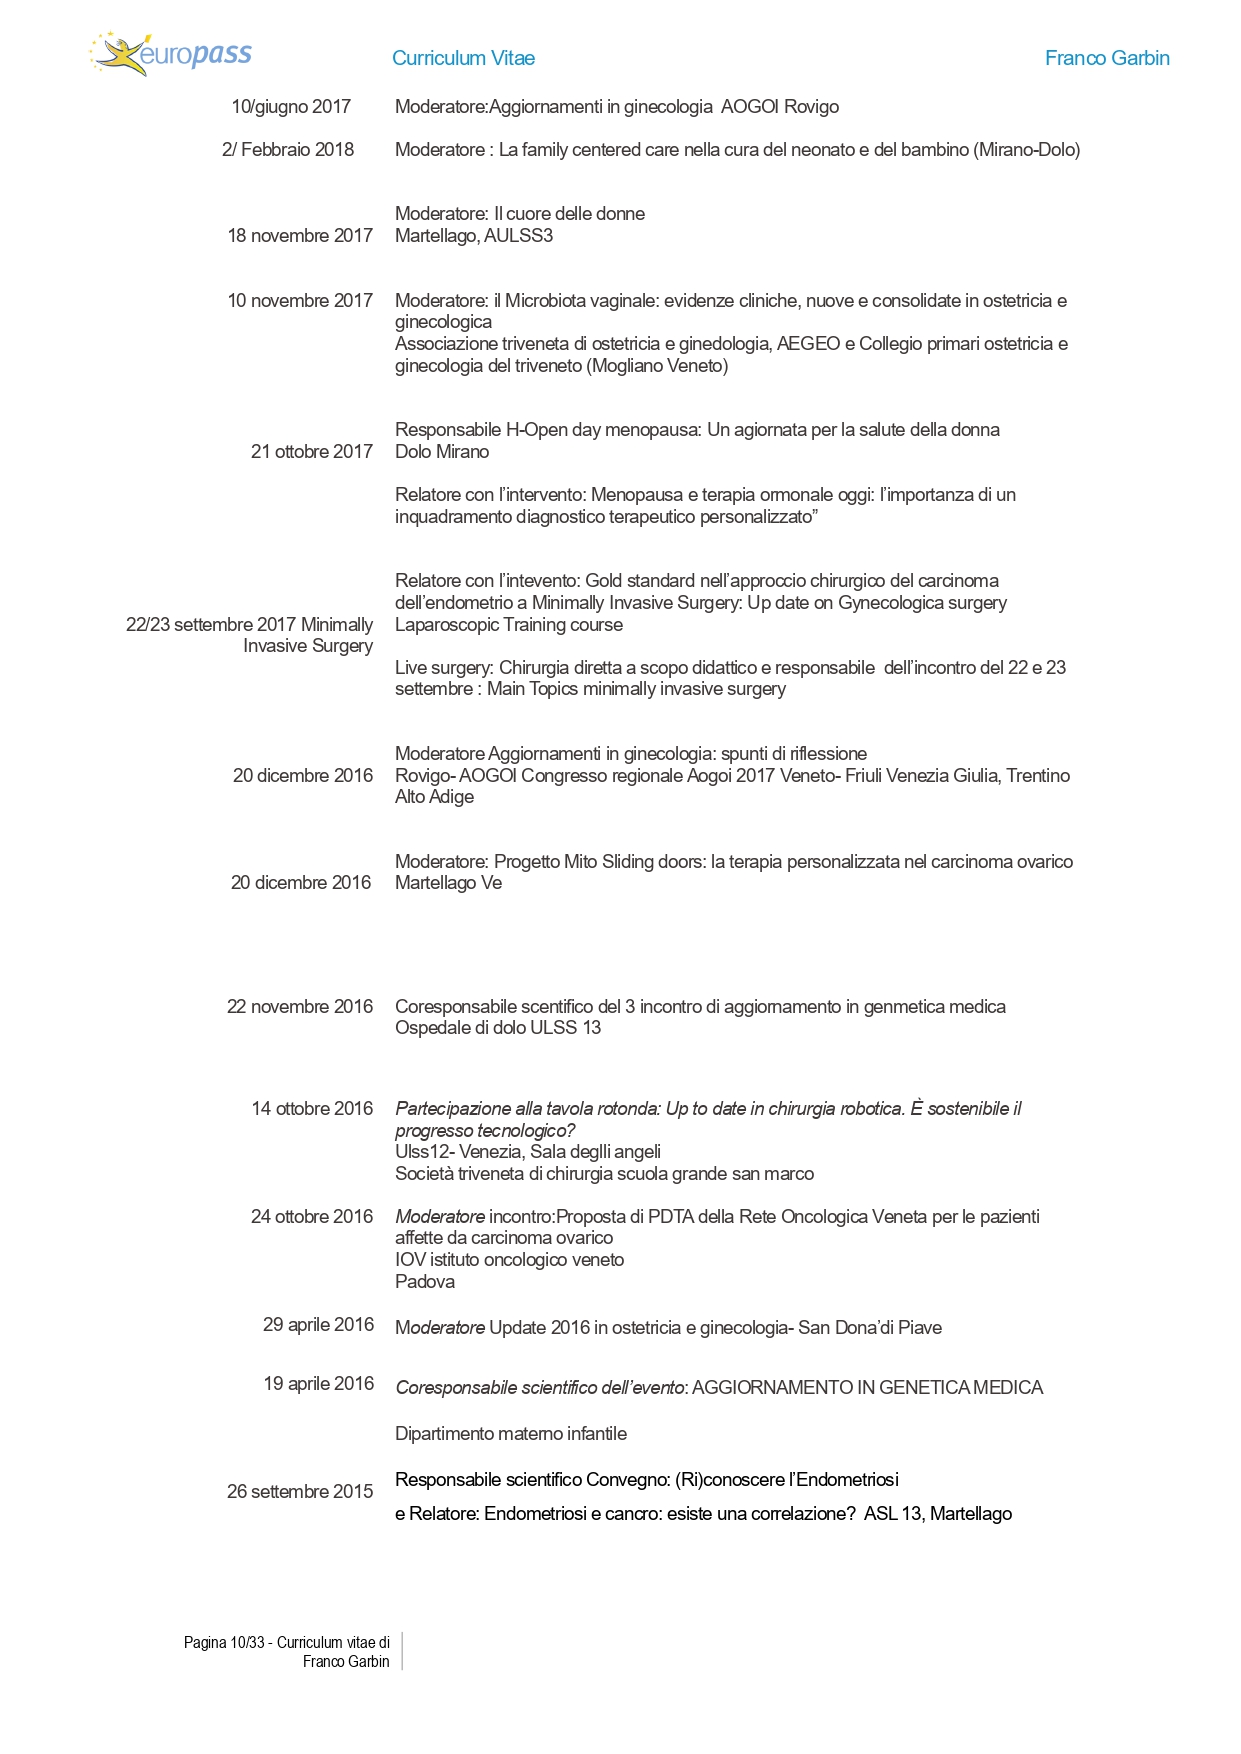 europass
Curriculum Vitae
Franco Garbin
10/giugno 2017
Moderatore:Aggiornamenti in ginecologia  AOGOI Rovigo
2/ Febbraio 2018
Moderatore : La family centered care nella cura del neonato e del bambino (Mirano-Dolo)
Moderatore: Il cuore delle donne
18 novembre 2017
Martellago, AULSS3
10 novembre 2017
Moderatore: il Microbiota vaginale: evidenze cliniche, nuove e consolidate in ostetricia e
ginecologica
Associazione triveneta di ostetricia e ginedologia, AEGEO e Collegio primari ostetricia e
ginecologia del triveneto (Mogliano Veneto)
Responsabile H-Open day menopausa: Un agiornata per la salute della donna
21 ottobre 2017
Dolo Mirano
Relatore con l’intervento: Menopausa e terapia ormonale oggi: l’importanza di un
inquadramento diagnostico terapeutico personalizzato”
Relatore con l’intevento: Gold standard nell’approccio chirurgico del carcinoma
dell’endometrio a Minimally Invasive Surgery: Up date on Gynecologica surgery
22/23 settembre 2017 Minimally
Laparoscopic Training course
Invasive Surgery
Live surgery: Chirurgia diretta a scopo didattico e responsabile  dell’incontro del 22 e 23
settembre : Main Topics minimally invasive surgery
Moderatore Aggiornamenti in ginecologia: spunti di riflessione
20 dicembre 2016
Rovigo- AOGOI Congresso regionale Aogoi 2017 Veneto- Friuli Venezia Giulia, Trentino
Alto Adige
Moderatore: Progetto Mito Sliding doors: la terapia personalizzata nel carcinoma ovarico
20 dicembre 2016
Martellago Ve
22 novembre 2016
Coresponsabile scentifico del 3 incontro di aggiornamento in genmetica medica
Ospedale di dolo ULSS 13
14 ottobre 2016
Partecipazione alla tavola rotonda: Up to date in chirurgia robotica. È sostenibile il
progresso tecnologico?
Ulss12- Venezia, Sala deglli angeli
Società triveneta di chirurgia scuola grande san marco
24 ottobre 2016
Moderatore incontro:Proposta di PDTA della Rete Oncologica Veneta per le pazienti
affette da carcinoma ovarico
IOV istituto oncologico veneto
Padova
29 aprile 2016
Moderatore Update 2016 in ostetricia e ginecologia- San Dona’di Piave
19 aprile 2016
Coresponsabile scientifico dell’evento: AGGIORNAMENTO IN GENETICA MEDICA
Dipartimento materno infantile
Responsabile scientifico Convegno: (Ri)conoscere l’Endometriosi
26 settembre 2015
e Relatore: Endometriosi e cancro: esiste una correlazione?  ASL 13, Martellago
Pagina 10/33 - Curriculum vitae di
Franco Garbin